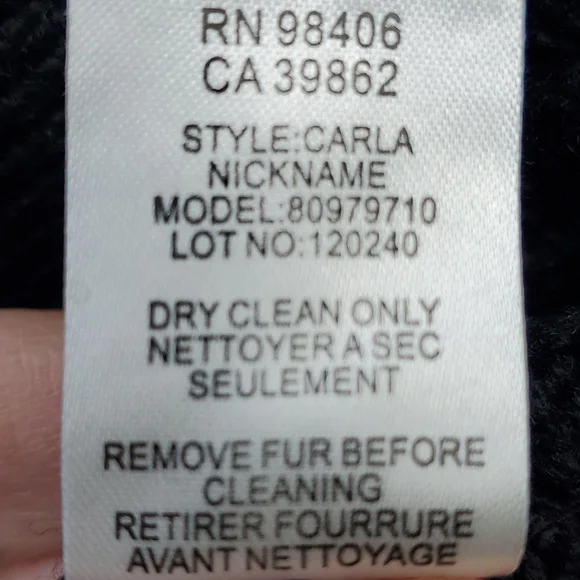 RN 98406
CA 39862
STYLE:CARLA
NICKNAME
MODEL:80979710
LOT NO:120240
DRY CLEAN ONLY
NETTOYER A SEC
SEULEMENT
REMOVE FUR BEFORE
CLEANING
RETIRER FOURRURE
AVANT NETTOYAGE